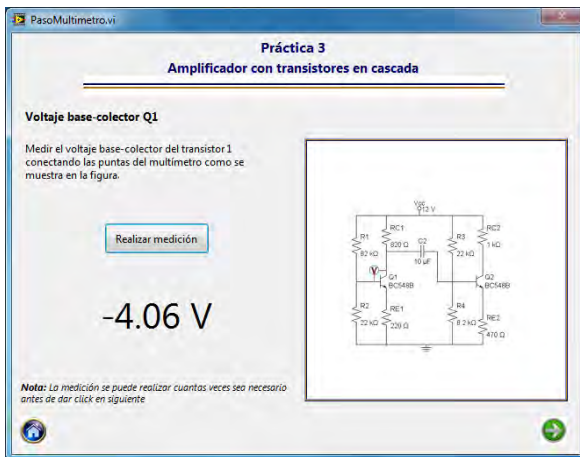 PasoMultimetro.vi
Práctica 3
Amplificador con transistores en cascada
Voltaje base-colector Q1
Medir el voltaje base-colector del transistor 1
conectando las puntas del multímetro como se
muestra en la figura.
Realizar medición
-4.06 V
Nota: La medición se puede realizar cuantas veces sea necesario
antes de dar click en siguiente
Vcc
12 V
R1
82 kΩ
RC1
820 Ω
C2
10 µF
R3
22 kΩ
RC2
1 kΩ
V
Q1
BC548B
Q2
BC548B
R2
22 kΩ
RE1
220 Ω
R4
8.2 kΩ
RE2
470 Ω